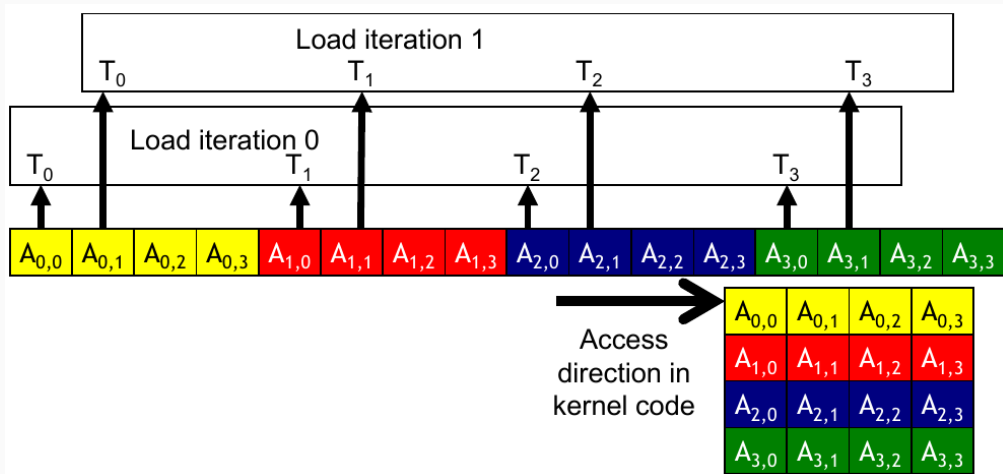 Load iteration 1
T₀ T₁ T₂ T₃
Load iteration 0
T₀ T₁ T₂ T₃
A₀,₀ A₀,₁ A₀,₂ A₀,₃ A₁,₀ A₁,₁ A₁,₂ A₁,₃ A₂,₀ A₂,₁ A₂,₂ A₂,₃ A₃,₀ A₃,₁ A₃,₂ A₃,₃
Access
direction in
kernel code
A₀,₀ A₀,₁ A₀,₂ A₀,₃
A₁,₀ A₁,₁ A₁,₂ A₁,₃
A₂,₀ A₂,₁ A₂,₂ A₂,₃
A₃,₀ A₃,₁ A₃,₂ A₃,₃